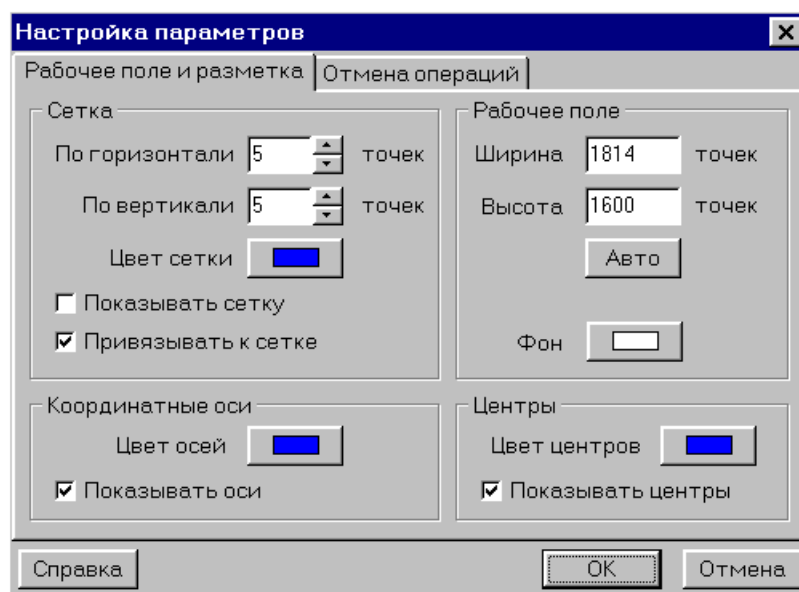 Настройка параметров
Рабочее поле и разметка
Отмена операций
Сетка
По горизонтали 5 точек
По вертикали 5 точек
Цвет сетки
Показывать сетку
Привязывать к сетке
Рабочее поле
Ширина 1814 точек
Высота 1600 точек
Авто
Фон
Координатные оси
Цвет осей
Показывать оси
Центры
Цвет центров
Показывать центры
Справка
OK
Отмена